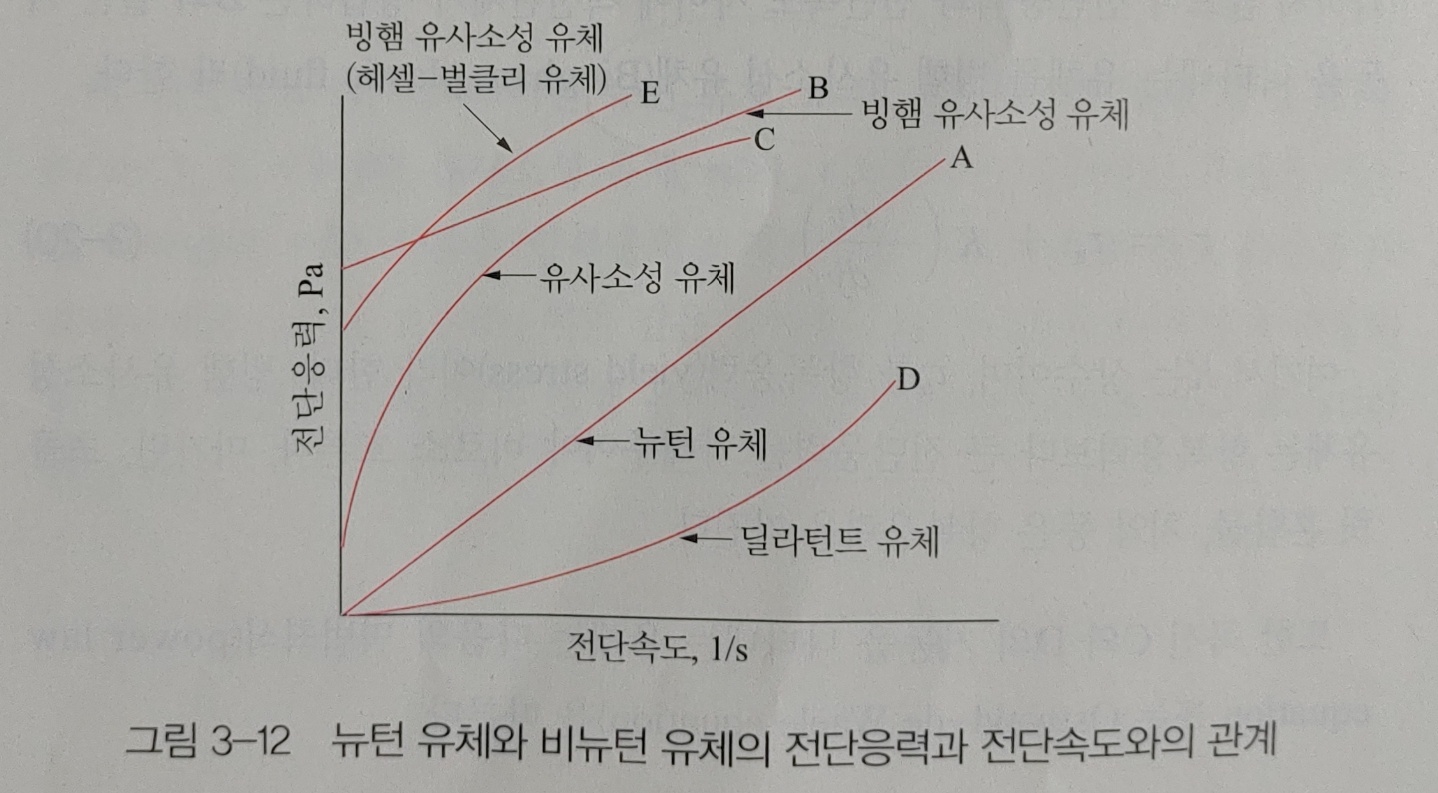 빙햄 유사소성 유체
(헤셀–벌클리 유체)
E
B
빙햄 유사소성 유체
C
A
유사소성 유체
전단응력, Pa
D
뉴턴 유체
딜라턴트 유체
전단속도, 1/s
그림 3–12 뉴턴 유체와 비뉴턴 유체의 전단응력과 전단속도와의 관계